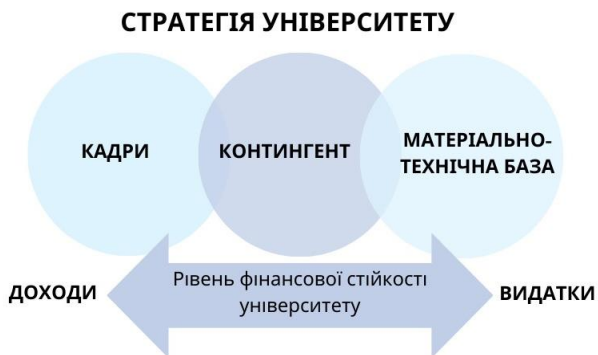 СТРАТЕГІЯ УНІВЕРСИТЕТУ
КАДРИ
КОНТИНГЕНТ
МАТЕРІАЛЬНО-
ТЕХНІЧНА БАЗА
ДОХОДИ
Рівень фінансової стійкості
університету
ВИДАТКИ